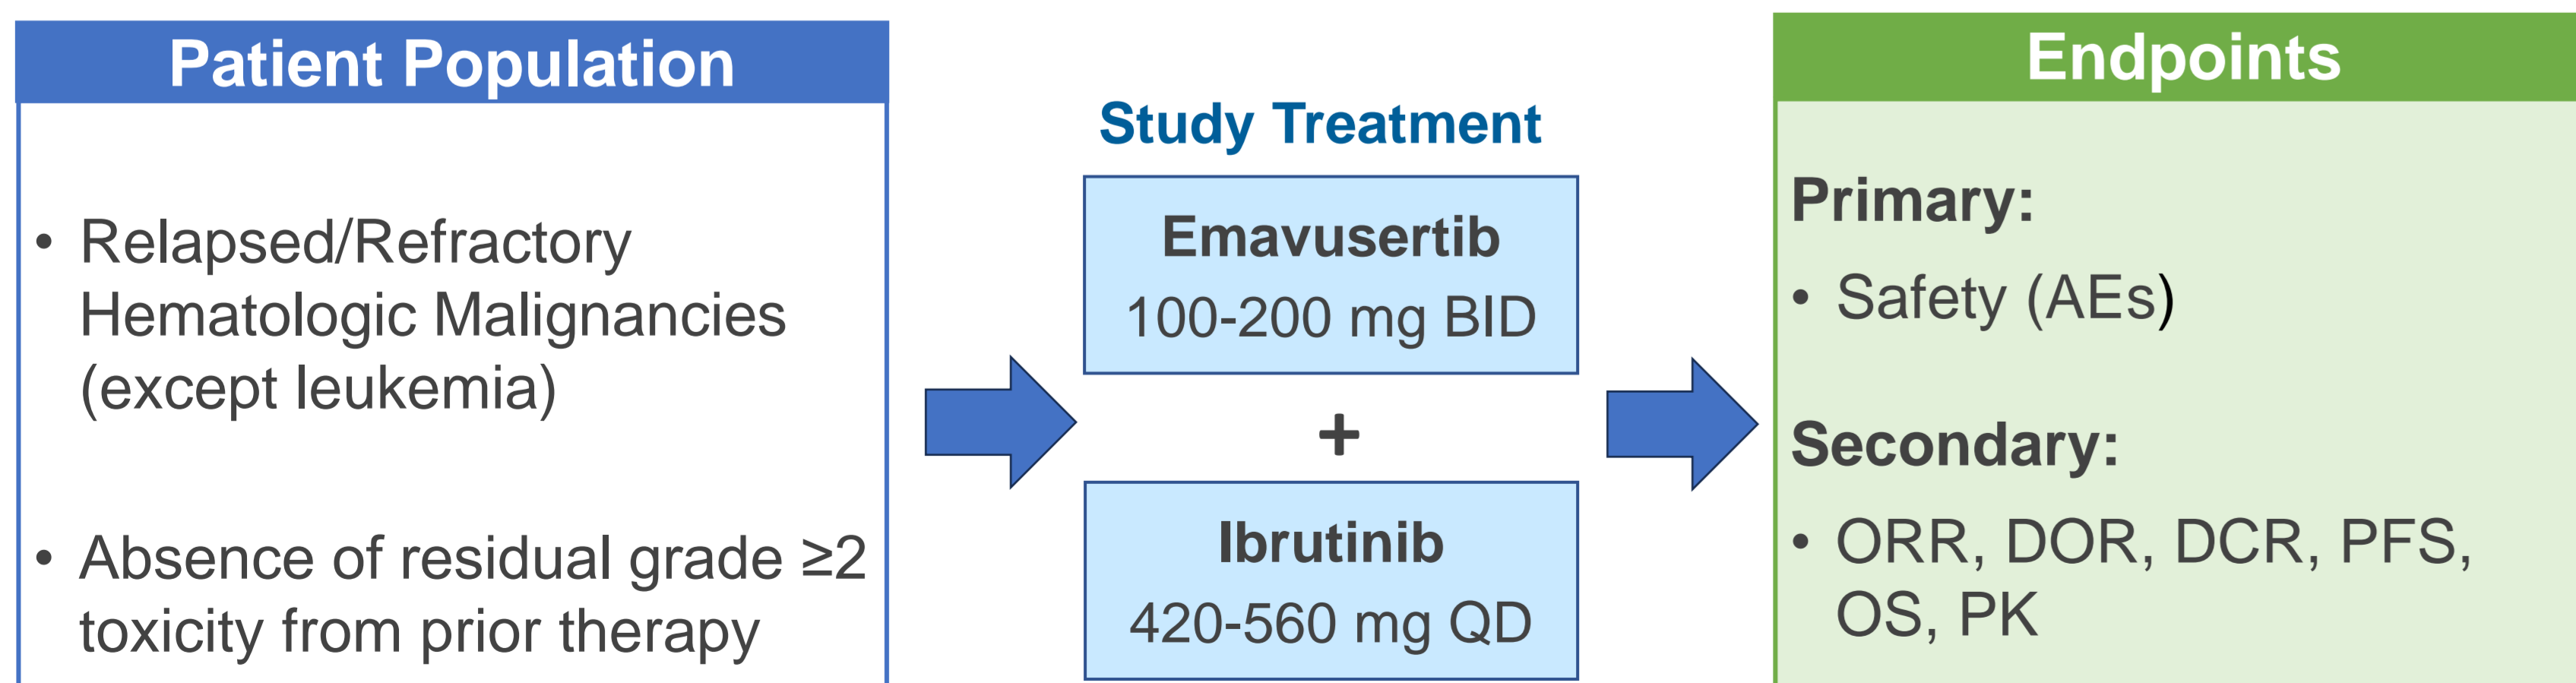 Patient Population
• Relapsed/Refractory
Hematologic Malignancies
(except leukemia)
• Absence of residual grade ≥2
toxicity from prior therapy
Study Treatment
Emavusertib
100-200 mg BID
+
Ibrutinib
420-560 mg QD
Endpoints
Primary:
• Safety (AEs)
Secondary:
• ORR, DOR, DCR, PFS,
OS, PK